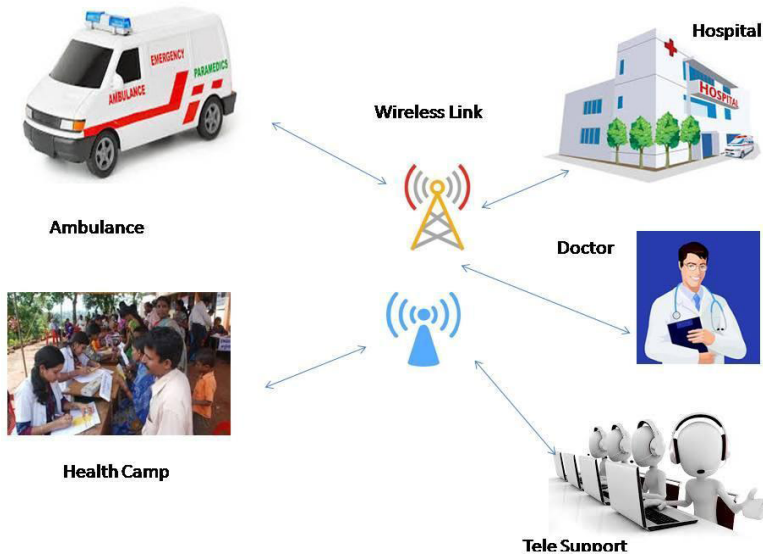 Hospital
EMERGENCY
PARAMEDICS
AMBULANCE
HOSPITAL
Wireless Link
Ambulance
Doctor
Health Camp
Tele Support